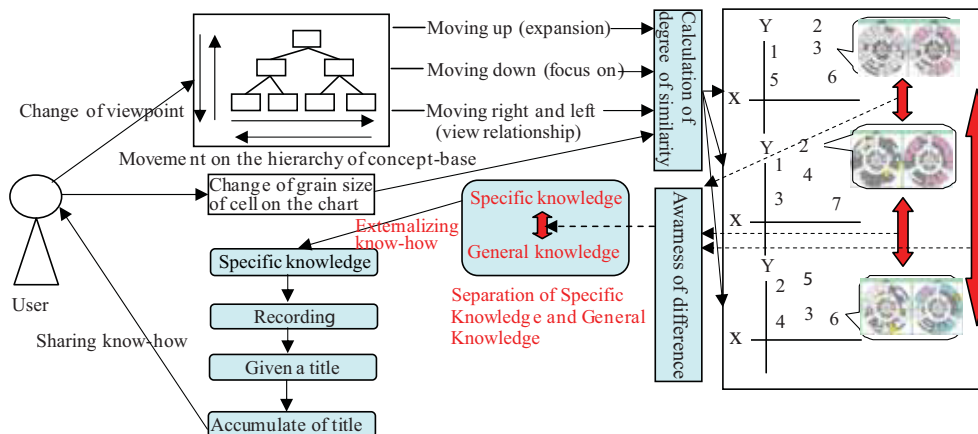 Moving up (expansion)
Moving down (focus on)
Moving right and left
(view relationship)
Change of viewpoint
Movement on the hierarchy of concept-base
Change of grain size
of cell on the chart
Calculation of
degree of similarity
Y 2
1 3
5 6
X
Y 2
1 4
3 7
X
Y
2 5
4 3 6
X
Awarness of difference
Specific knowledge
General knowledge
Separation of Specific
Knowledge and General
Knowledge
Externalizing
know-how
Specific knowledge
Recording
Given a title
Accumulate of title
User
Sharing know-how